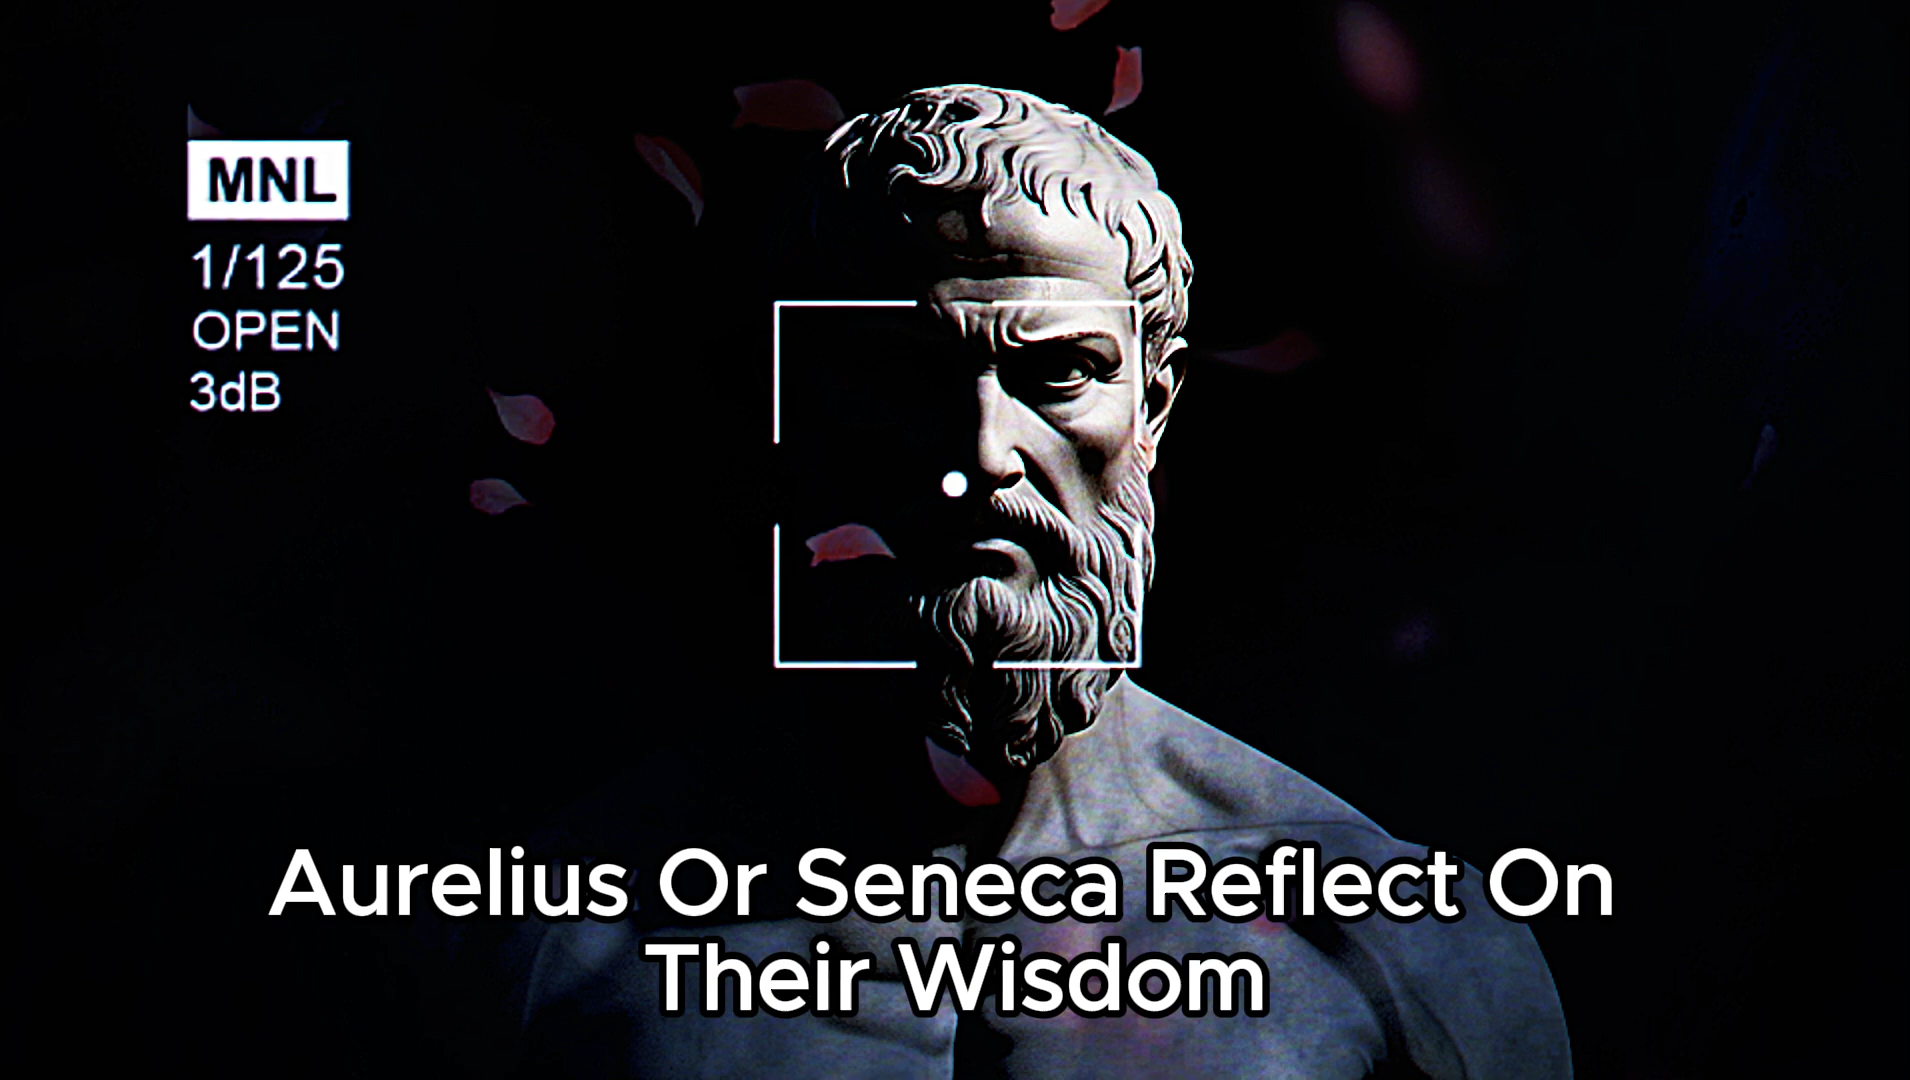 MNL
1/125
OPEN
3dB
Aurelius Or Seneca Reflect On
Their Wisdom